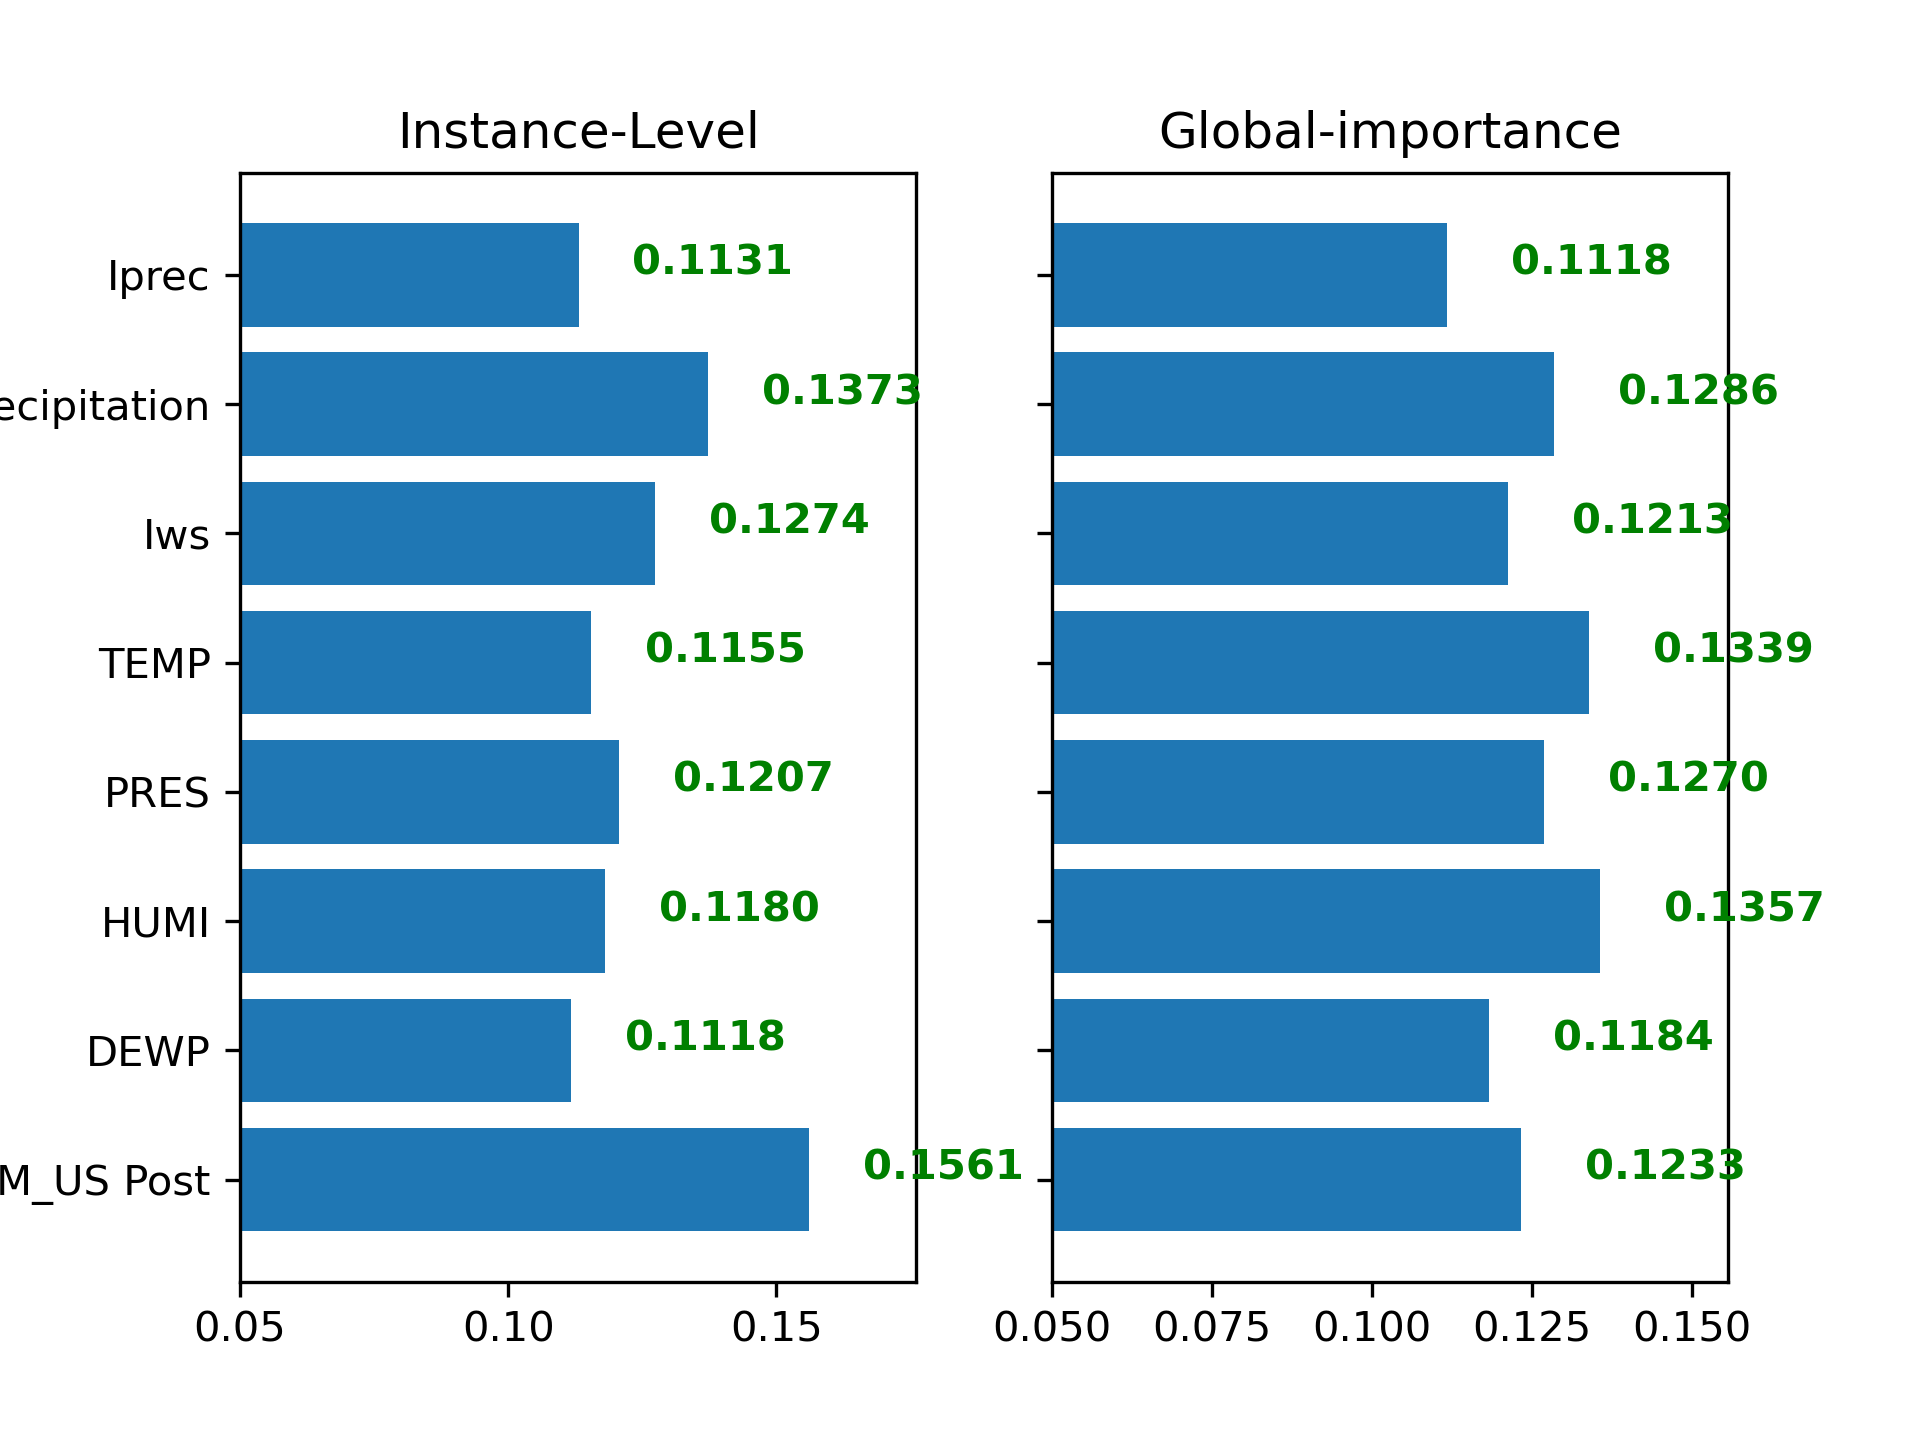 Instance-Level
Global-importance
Iprec
0.1131
0.1118
ecipitation
0.1373
0.1286
Iws
0.1274
0.1213
TEMP
0.1155
0.1339
PRES
0.1207
0.1270
HUMI
0.1180
0.1357
DEWP
0.1118
0.1184
M_US Post
0.1561
0.1233
0.05 0.10 0.15
0.050 0.075 0.100 0.125 0.150